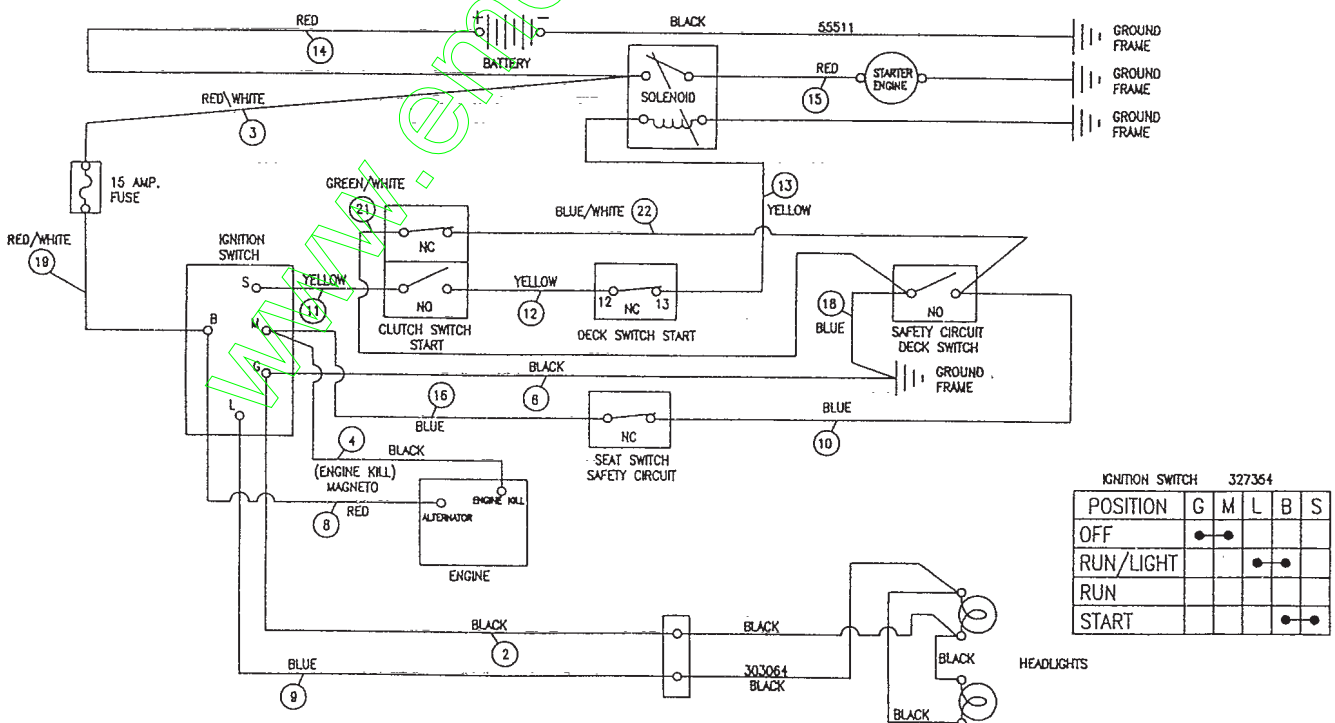 RED
14
+
−
BATTERY
BLACK
55511
GROUND
FRAME
RED\WHITE
3
SOLENOID
RED
15
STARTER
ENGINE
GROUND
FRAME
GROUND
FRAME
15 AMP.
FUSE
GREEN/WHITE
21
NC
BLUE/WHITE
22
13
YELLOW
RED/WHITE
19
IGNITION
SWITCH
S
B
M
G
L
YELLOW
11
NO
CLUTCH SWITCH
START
YELLOW
12
12
NC
13
DECK SWITCH START
18
BLUE
NO
SAFETY CIRCUIT
DECK SWITCH
BLACK
6
GROUND
FRAME
16
BLUE
NC
SEAT SWITCH
SAFETY CIRCUIT
BLUE
10
4
BLACK
(ENGINE KILL)
MAGNETO
ENGINE KILL
ALTERNATOR
8
RED
ENGINE
BLACK
2
BLACK
BLUE
9
303064
BLACK
BLACK
BLACK
HEADLIGHTS
IGNITION SWITCH 327354
POSITION G M L B S
OFF
RUN/LIGHT
RUN
START